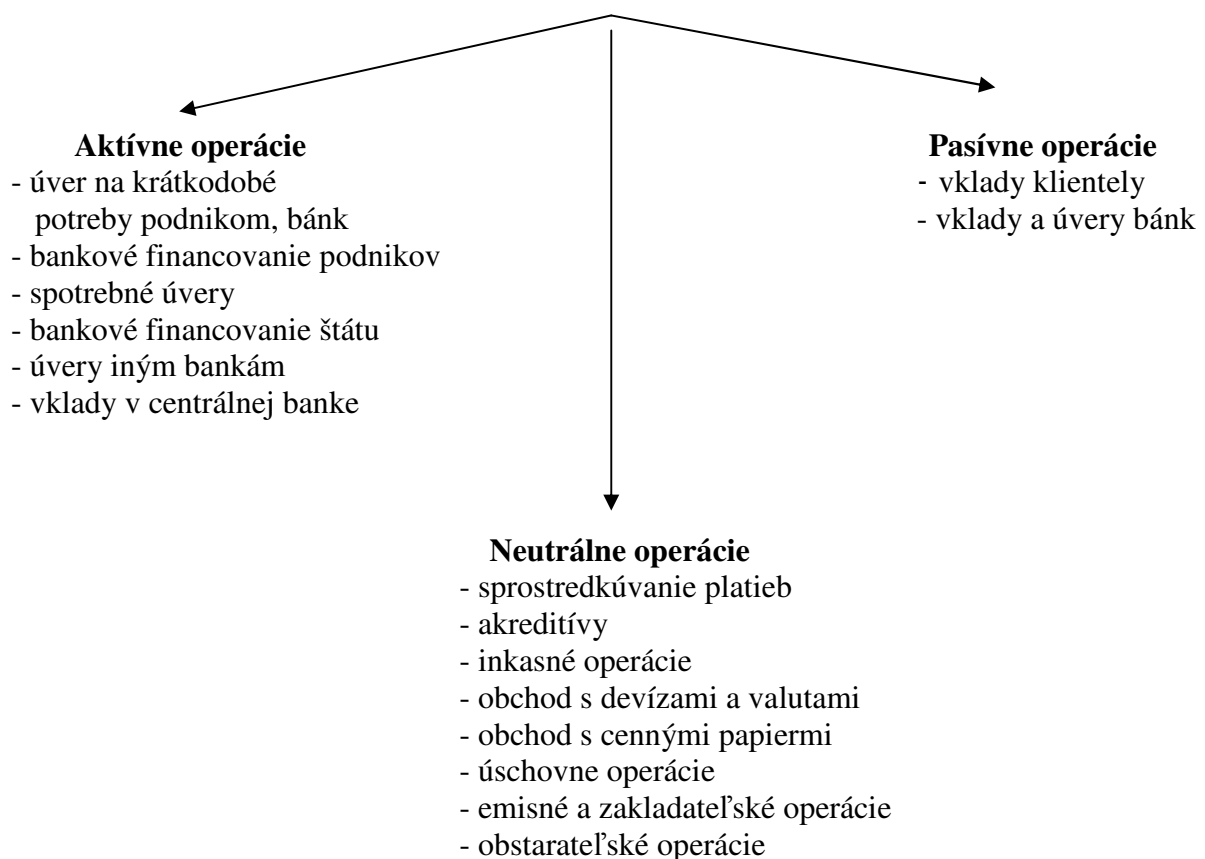 Aktívne operácie
- úver na krátkodobé
potreby podnikom, bánk
- bankové financovanie podnikov
- spotrebné úvery
- bankové financovanie štátu
- úvery iným bankám
- vklady v centrálnej banke
Pasívne operácie
- vklady klientely
- vklady a úvery bánk
Neutrálne operácie
- sprostredkúvanie platieb
- akreditívy
- inkasné operácie
- obchod s devízami a valutami
- obchod s cennými papiermi
- úschovne operácie
- emisné a zakladateľské operácie
- obstarateľské operácie